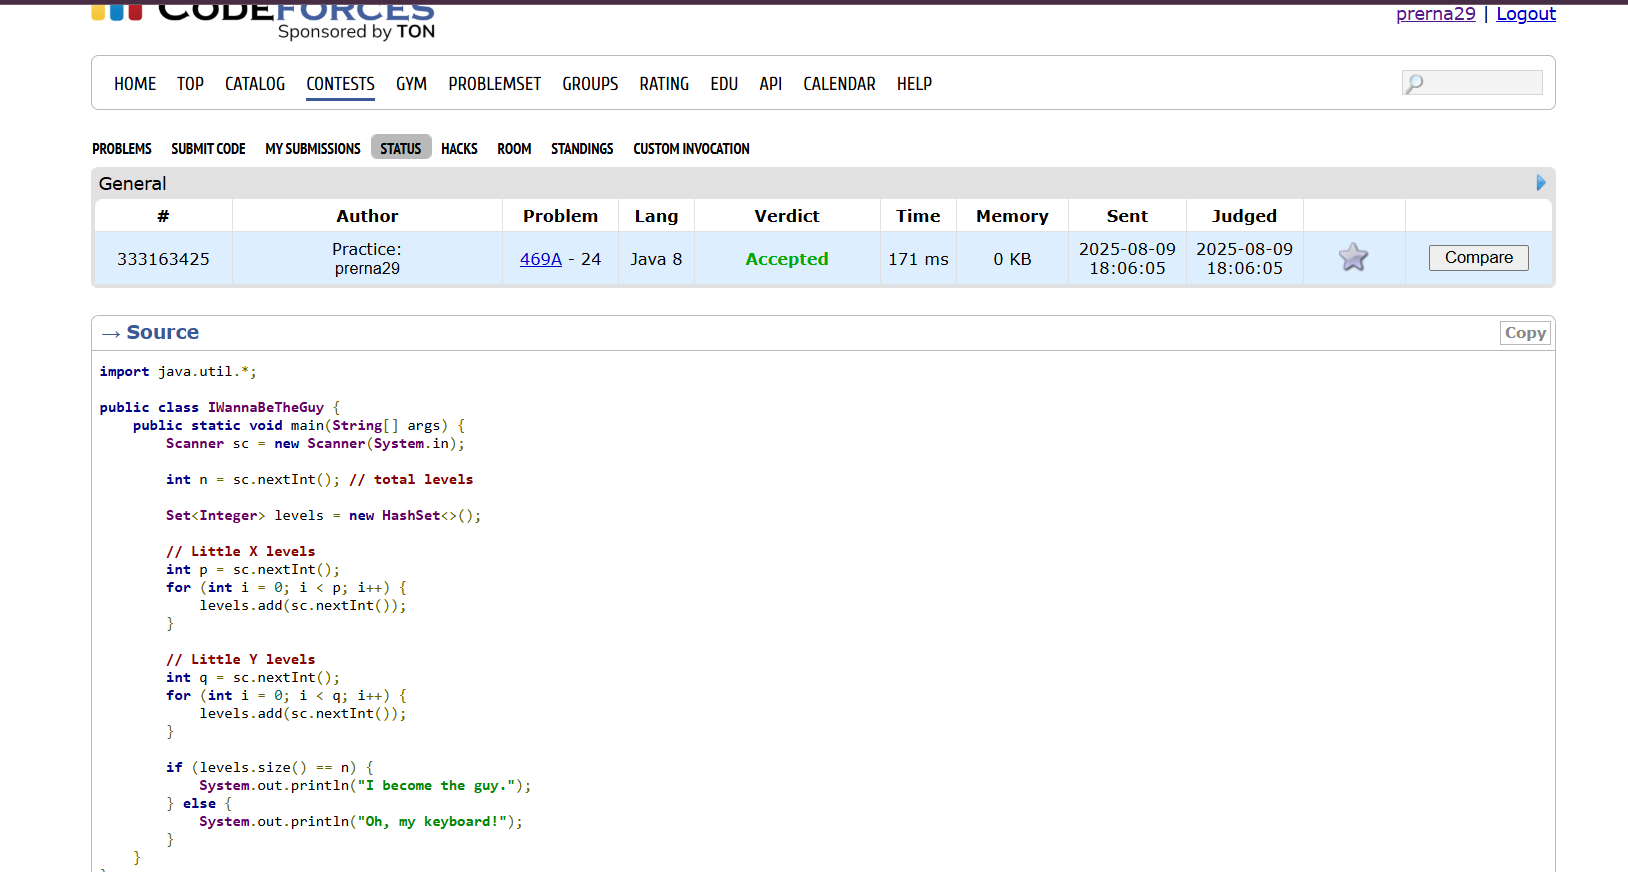 CODEFORCES
Sponsored by TON
prerna29 | Logout
HOME TOP CATALOG CONTESTS GYM PROBLEMSET GROUPS RATING EDU API CALENDAR HELP
PROBLEMS SUBMIT CODE MY SUBMISSIONS STATUS HACKS ROOM STANDINGS CUSTOM INVOCATION
General
# Author Problem Lang Verdict Time Memory Sent Judged
333163425 Practice: prerna29 469A - 24 Java 8 Accepted 171 ms 0 KB 2025-08-09 18:06:05 2025-08-09 18:06:05 Compare
→ Source Copy
import java.util.*;
public class IWannaBeTheGuy {
    public static void main(String[] args) {
        Scanner sc = new Scanner(System.in);
        int n = sc.nextInt(); // total levels
        Set<Integer> levels = new HashSet<>();
        // Little X levels
        int p = sc.nextInt();
        for (int i = 0; i < p; i++) {
            levels.add(sc.nextInt());
        }
        // Little Y levels
        int q = sc.nextInt();
        for (int i = 0; i < q; i++) {
            levels.add(sc.nextInt());
        }
        if (levels.size() == n) {
            System.out.println("I become the guy.");
        } else {
            System.out.println("Oh, my keyboard!");
        }
    }